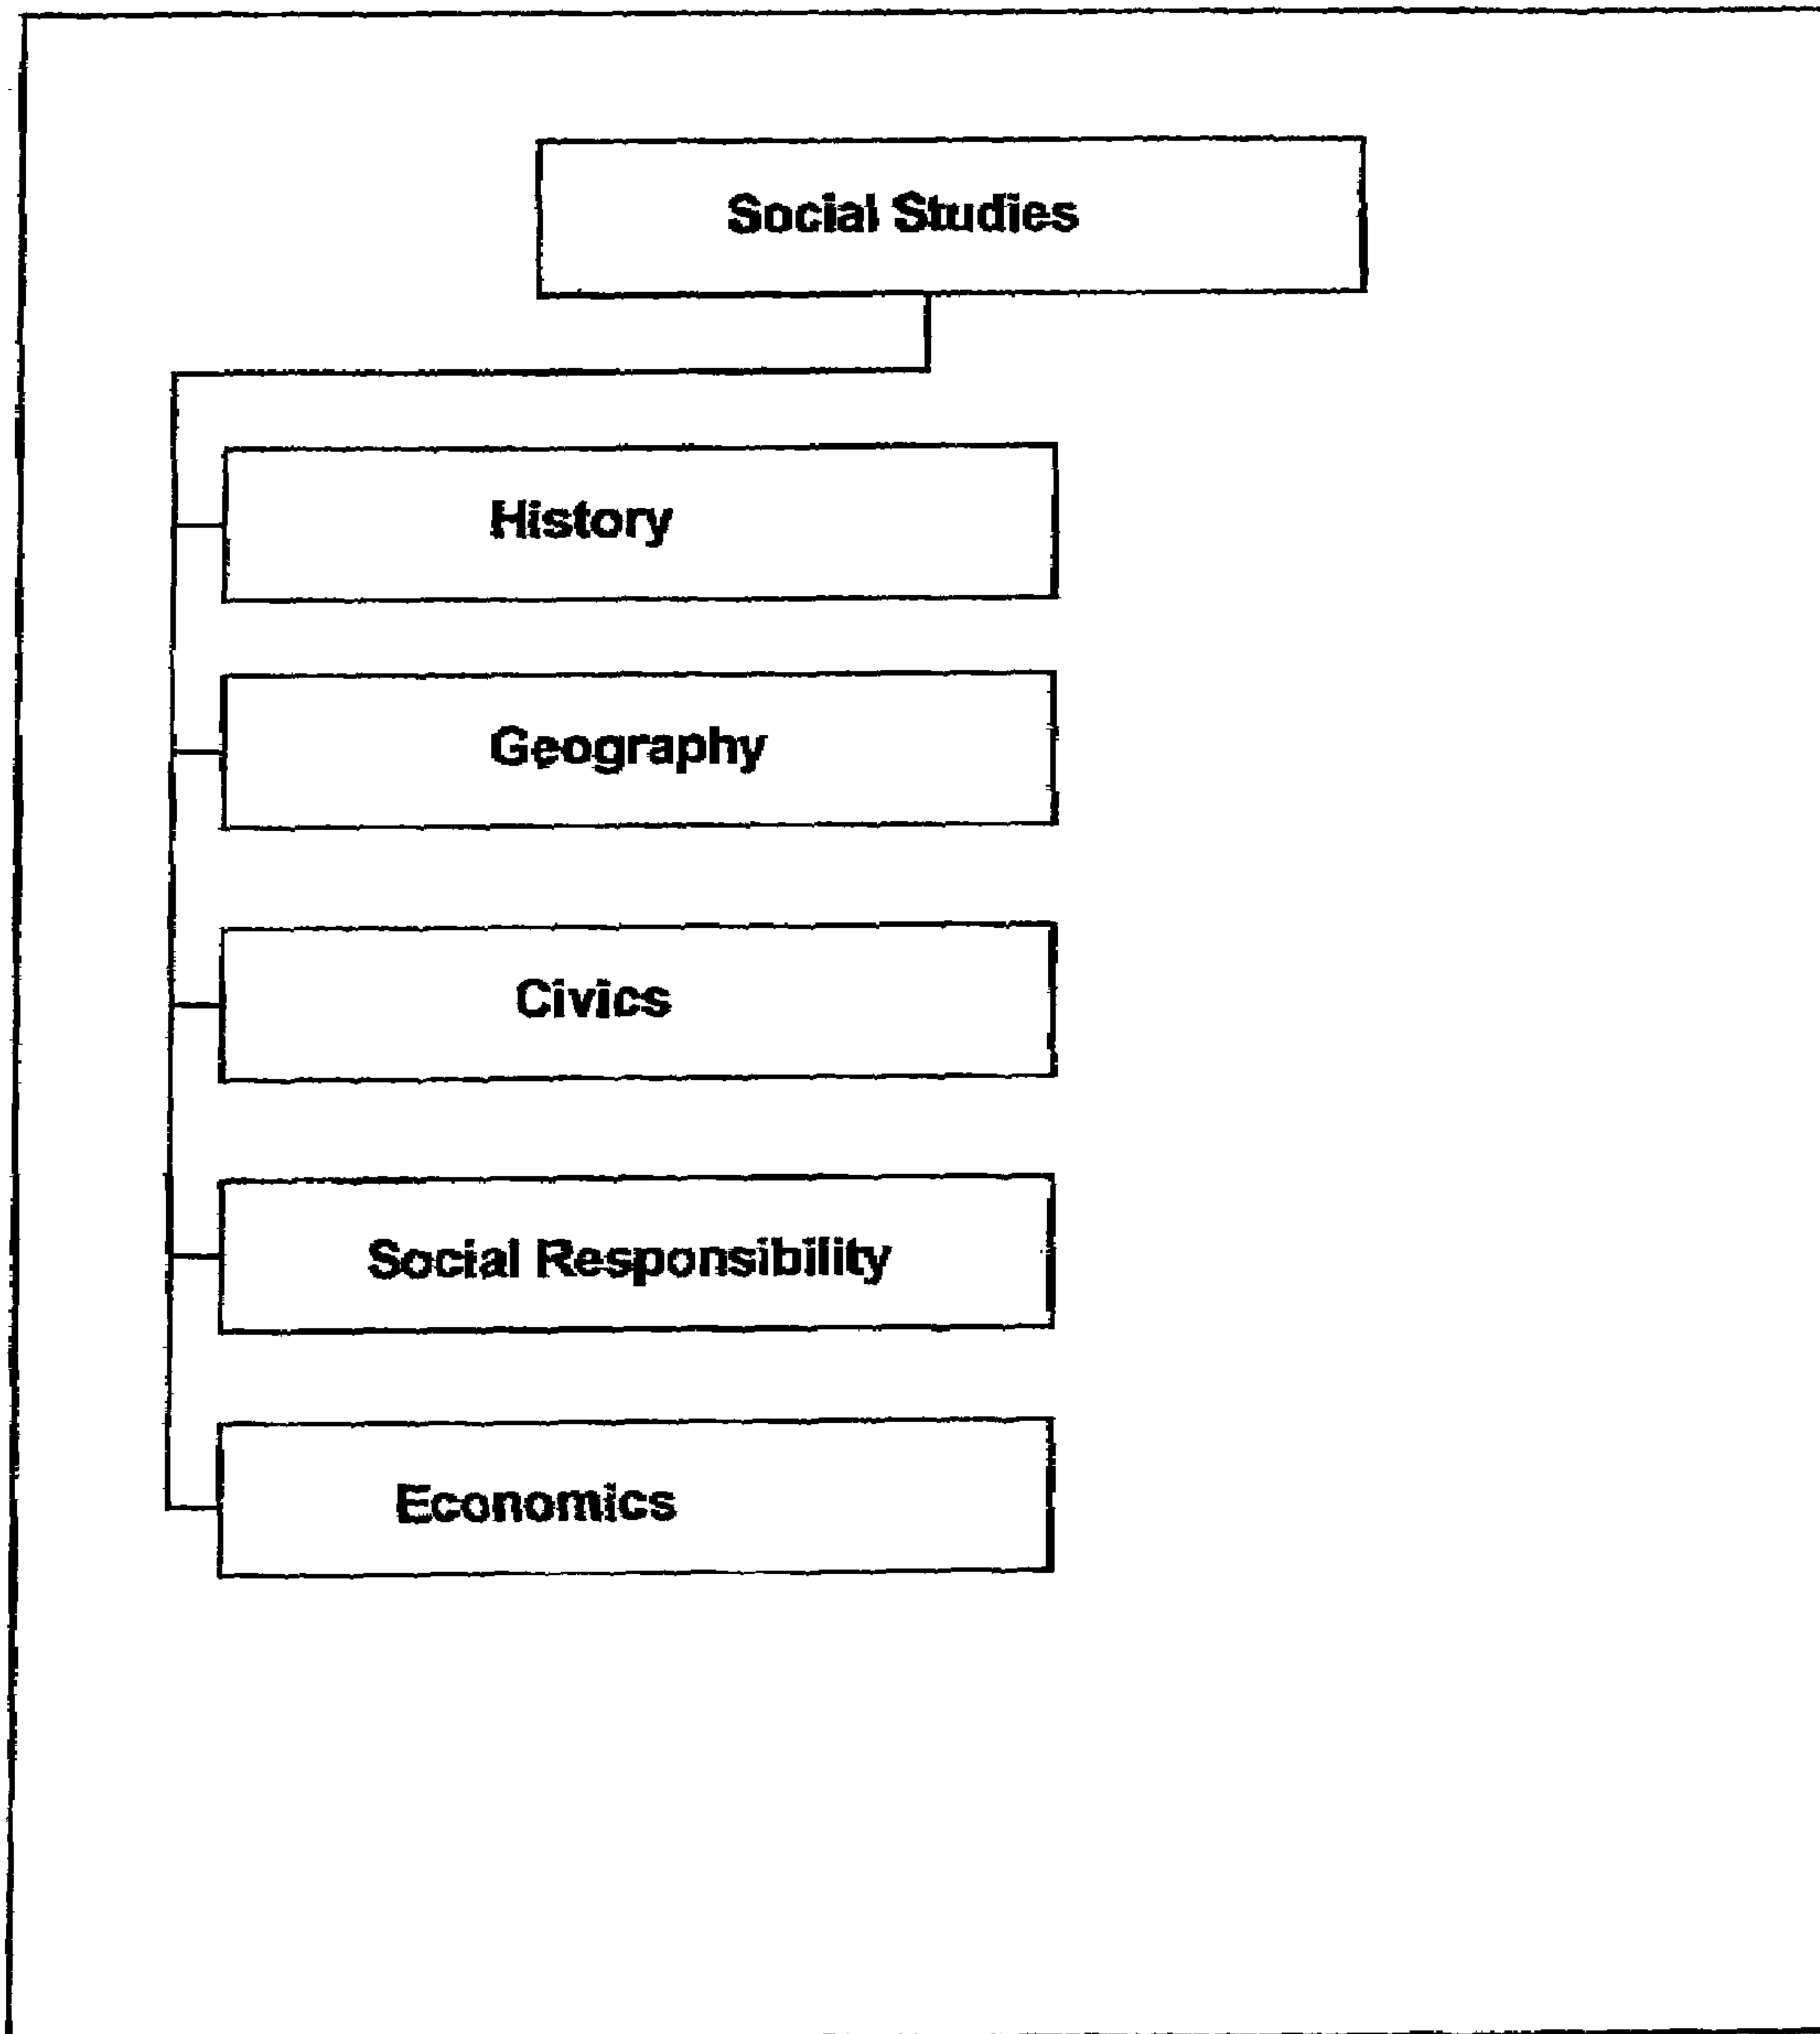 Social Studies
History
Geography
Civics
Social Responsibility
Economics